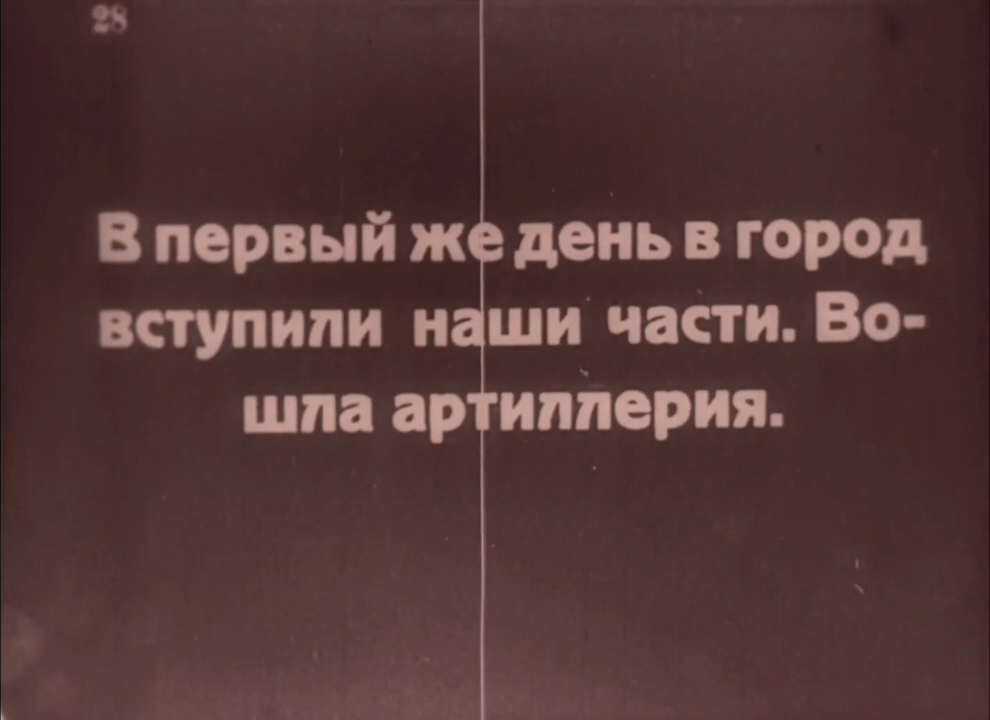 28
В первый же день в город
вступили наши части. Во-
шла артиллерия.